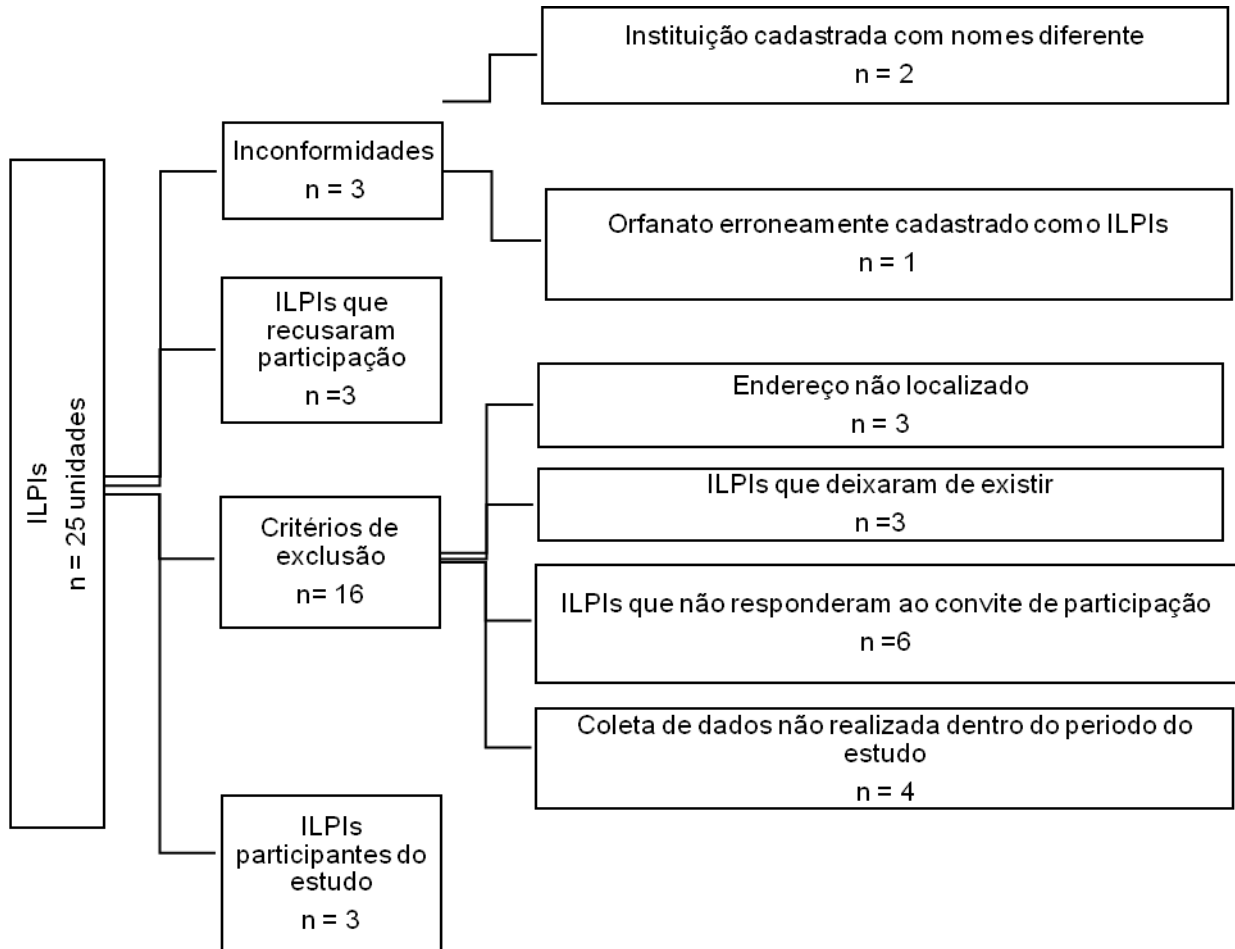 ILPIs
n = 25 unidades
Inconformidades
n = 3
Instituição cadastrada com nomes diferente
n = 2
Orfanato erroneamente cadastrado como ILPIs
n = 1
ILPIs que
recusaram
participação
n =3
Critérios de
exclusão
n= 16
Endereço não localizado
n = 3
ILPIs que deixaram de existir
n =3
ILPIs que não responderam ao convite de participação
n =6
Coleta de dados não realizada dentro do periodo do
estudo
n = 4
ILPIs
participantes do
estudo
n = 3